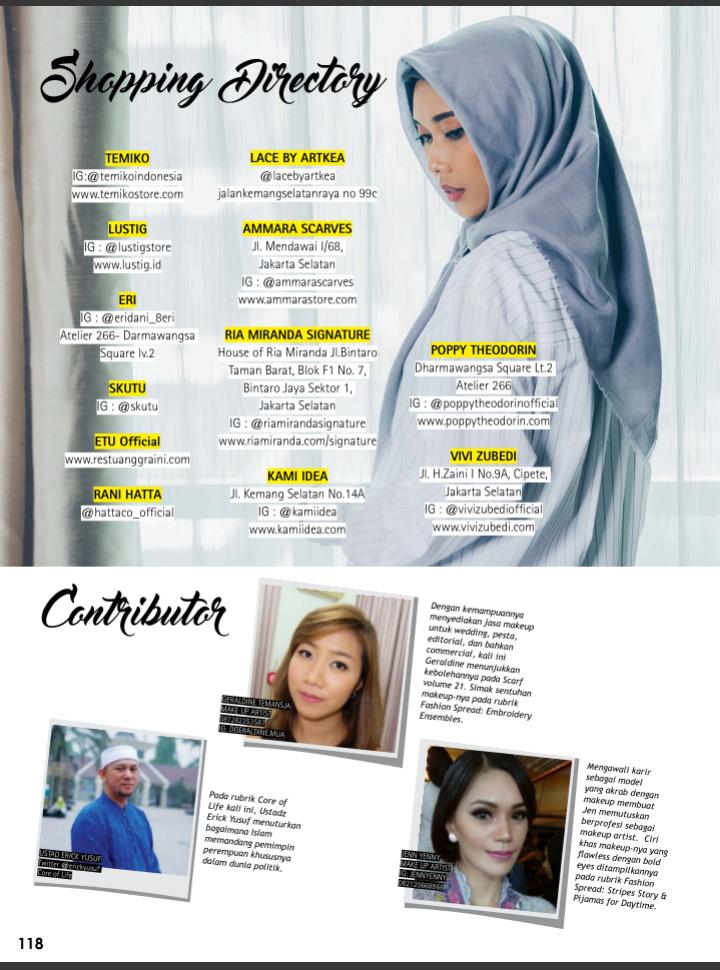 Shopping Directory
TEMIKO
IG:@temikoindonesia
www.temikostore.com
LUSTIG
IG : @lustigstore
www.lustig.id
ERI
IG : @eridani_8eri
Atelier 266- Darmawangsa
Square lv.2
SKUTU
IG : @skutu
ETU Official
www.restuanggraini.com
RANI HATTA
@hattaco_official
LACE BY ARTKEA
@lacebyartkea
jalankemangselatanraya no 99c
AMMARA SCARVES
Jl. Mendawai I/68,
Jakarta Selatan
IG : @ammarascarves
www.ammarastore.com
RIA MIRANDA SIGNATURE
House of Ria Miranda Jl.Bintaro
Taman Barat, Blok F1 No. 7,
Bintaro Jaya Sektor 1,
Jakarta Selatan
IG : @riamirandasignature
www.riamiranda.com/signature
KAMI IDEA
Jl. Kemang Selatan No.14A
IG : @kamiidea
www.kamiidea.com
POPPY THEODORIN
Dharmawangsa Square Lt.2
Atelier 266
IG : @poppytheodorinofficial
www.poppytheodorin.com
VIVI ZUBEDI
Jl. H.Zaini I No.9A, Cipete,
Jakarta Selatan
IG : @vivizubediofficial
www.vivizubedi.com
Contributor
GERALDINE TEMANSJA
MAKE UP ARTIST
IG: DGERALDINE.MUA
Dengan kemampuannya
menyediakan jasa makeup
untuk wedding, pesta,
editorial, dan bahkan
commercial, kali ini
Geraldine menunjukkan
kebolehannya pada Scarf
volume 21. Simak sentuhan
makeup-nya pada rubrik
Fashion Spread: Embroidery
Ensembles.
USTAD ERICK YUSUF
Twitter @erickyusuf
Core of Life
Pada rubrik Core of
Life kali ini, Ustadz
Erick Yusuf menuturkan
bagaimana Islam
memandang pemimpin
perempuan khususnya
dalam dunia politik.
JENN YENNY
MAKE UP ARTIST
IG: JENNYENNY
082120668866
Mengawali karir
sebagai model
yang akrab dengan
makeup membuat
Jen memutuskan
berprofesi sebagai
makeup artist. Ciri
khas makeup-nya yang
flawless dengan bold
eyes ditampilkannya
pada rubrik Fashion
Spread: Stripes Story &
Pijamas for Daytime.
118